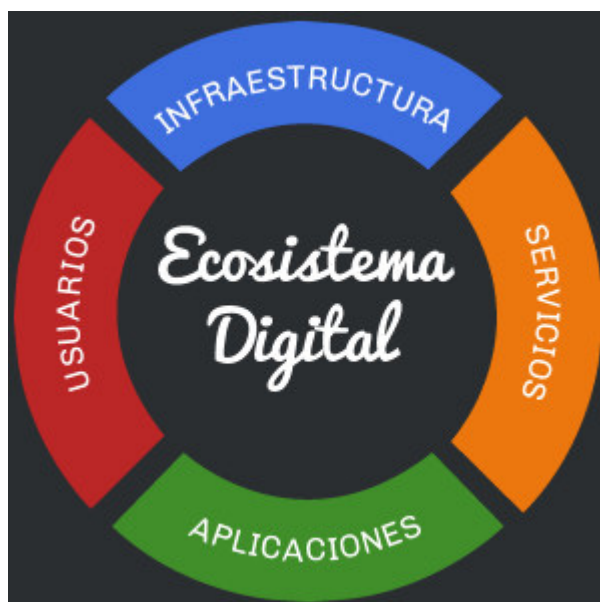 INFRAESTRUCTURA
SERVICIOS
APLICACIONES
USUARIOS
Ecosistema
Digital